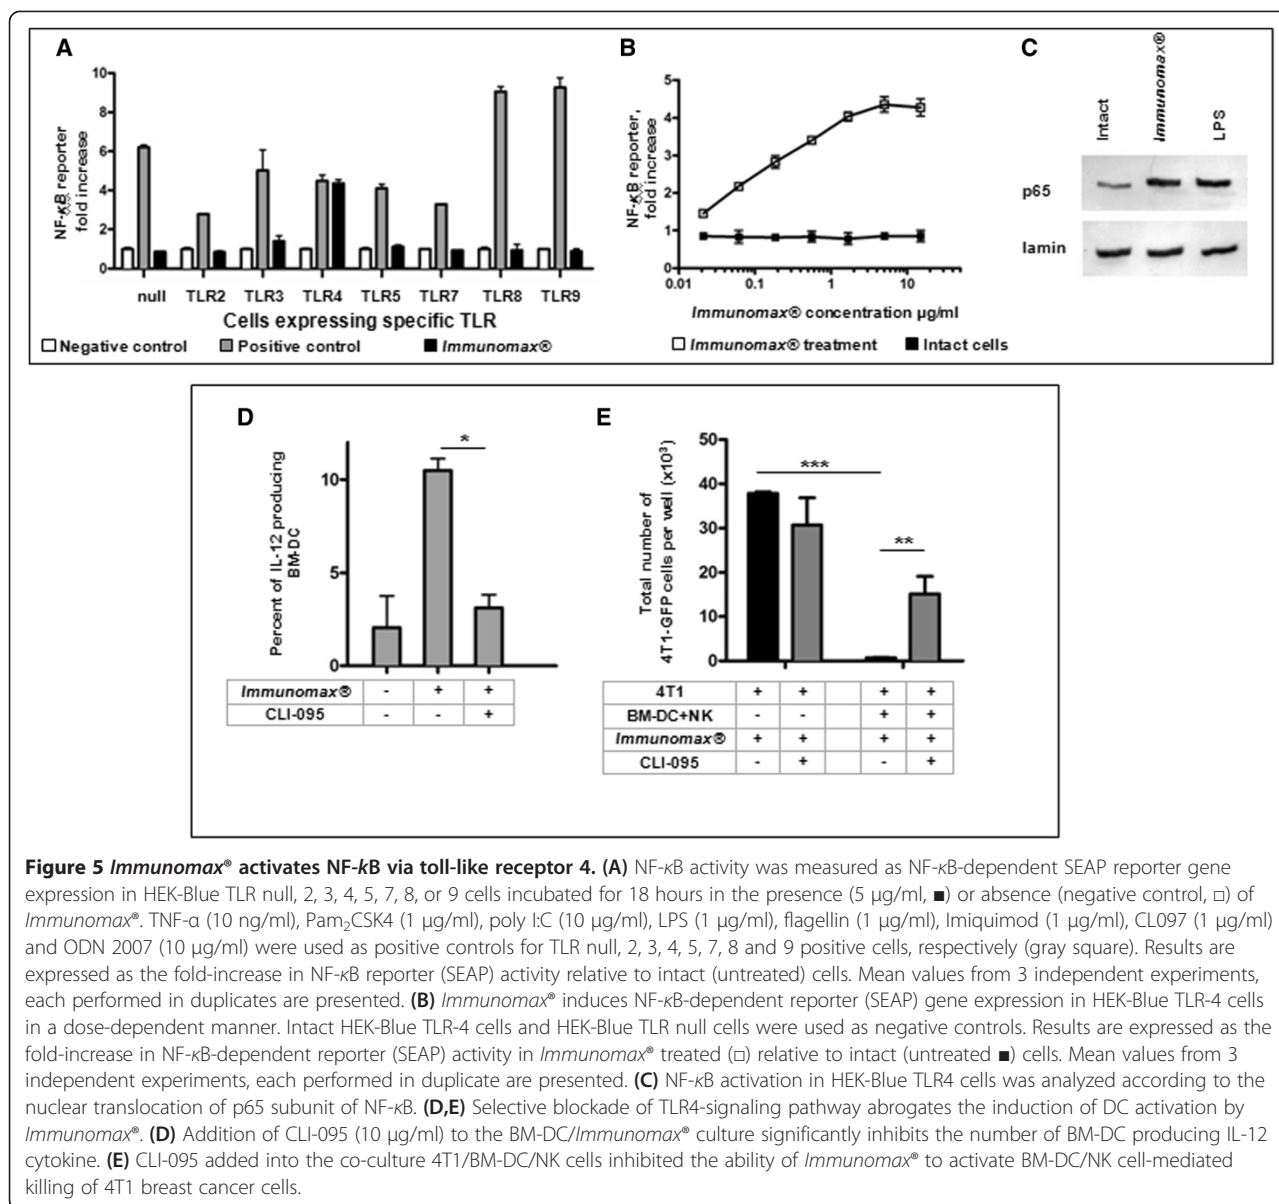 A
NF-κB reporter
fold increase
10
8
6
4
2
0
null TLR2 TLR3 TLR4 TLR5 TLR7 TLR8 TLR9
Cells expressing specific TLR
Negative control Positive control Immunomax®
B
NF-κB reporter,
fold increase
5
4
3
2
1
0
0.01 0.1 1 10
Immunomax® concentration µg/ml
Immunomax® treatment Intact cells
C
Intact
Immunomax®
LPS
p65
lamin
D
Percent of IL-12 producing
BM-DC
10
5
0
*
Immunomax® - + +
CLI-095 - - +
E
Total number of
4T1-GFP cells per well (x10³)
50
40
30
20
10
0
***
**
4T1 + + + +
BM-DC+NK - - + +
Immunomax® + + + +
CLI-095 - + - +
Figure 5 Immunomax® activates NF-kB via toll-like receptor 4. (A) NF-κB activity was measured as NF-κB-dependent SEAP reporter gene
expression in HEK-Blue TLR null, 2, 3, 4, 5, 7, 8, or 9 cells incubated for 18 hours in the presence (5 µg/ml, ■) or absence (negative control, □) of
Immunomax®. TNF-α (10 ng/ml), Pam₂CSK4 (1 µg/ml), poly I:C (10 µg/ml), LPS (1 µg/ml), flagellin (1 µg/ml), Imiquimod (1 µg/ml), CL097 (1 µg/ml)
and ODN 2007 (10 µg/ml) were used as positive controls for TLR null, 2, 3, 4, 5, 7, 8 and 9 positive cells, respectively (gray square). Results are
expressed as the fold-increase in NF-κB reporter (SEAP) activity relative to intact (untreated) cells. Mean values from 3 independent experiments,
each performed in duplicates are presented. (B) Immunomax® induces NF-κB-dependent reporter (SEAP) gene expression in HEK-Blue TLR-4 cells
in a dose-dependent manner. Intact HEK-Blue TLR-4 cells and HEK-Blue TLR null cells were used as negative controls. Results are expressed as the
fold-increase in NF-κB-dependent reporter (SEAP) activity in Immunomax® treated (□) relative to intact (untreated ■) cells. Mean values from 3
independent experiments, each performed in duplicate are presented. (C) NF-κB activation in HEK-Blue TLR4 cells was analyzed according to the
nuclear translocation of p65 subunit of NF-κB. (D,E) Selective blockade of TLR4-signaling pathway abrogates the induction of DC activation by
Immunomax®. (D) Addition of CLI-095 (10 µg/ml) to the BM-DC/Immunomax® culture significantly inhibits the number of BM-DC producing IL-12
cytokine. (E) CLI-095 added into the co-culture 4T1/BM-DC/NK cells inhibited the ability of Immunomax® to activate BM-DC/NK cell-mediated
killing of 4T1 breast cancer cells.